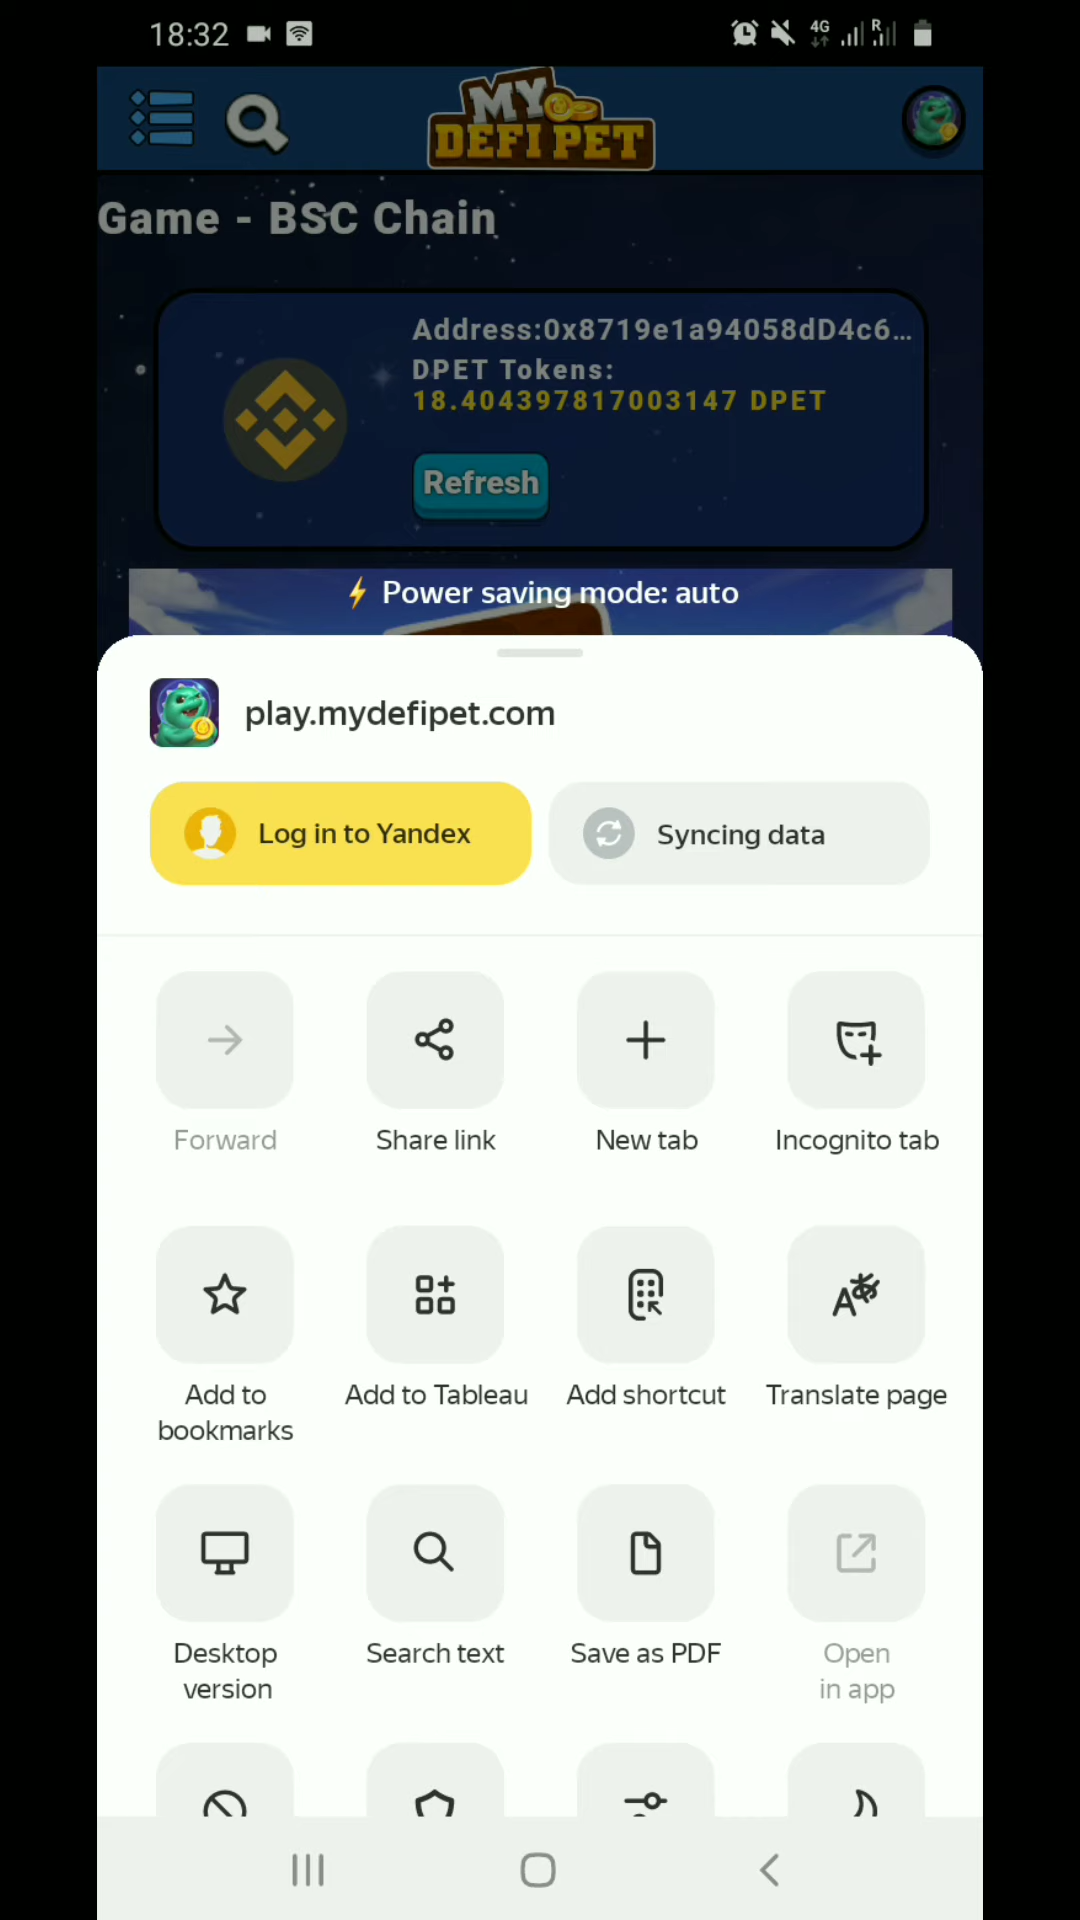 18:32
4G
R
MY
DEFI PET
Game - BSC Chain
Address:0x8719e1a94058dD4c6...
DPET Tokens:
18.404397817003147 DPET
Refresh
Power saving mode: auto
play.mydefipet.com
Log in to Yandex
Syncing data
Forward
Share link
New tab
Incognito tab
Add to
bookmarks
Add to Tableau
Add shortcut
Translate page
Desktop
version
Search text
Save as PDF
Open
in app